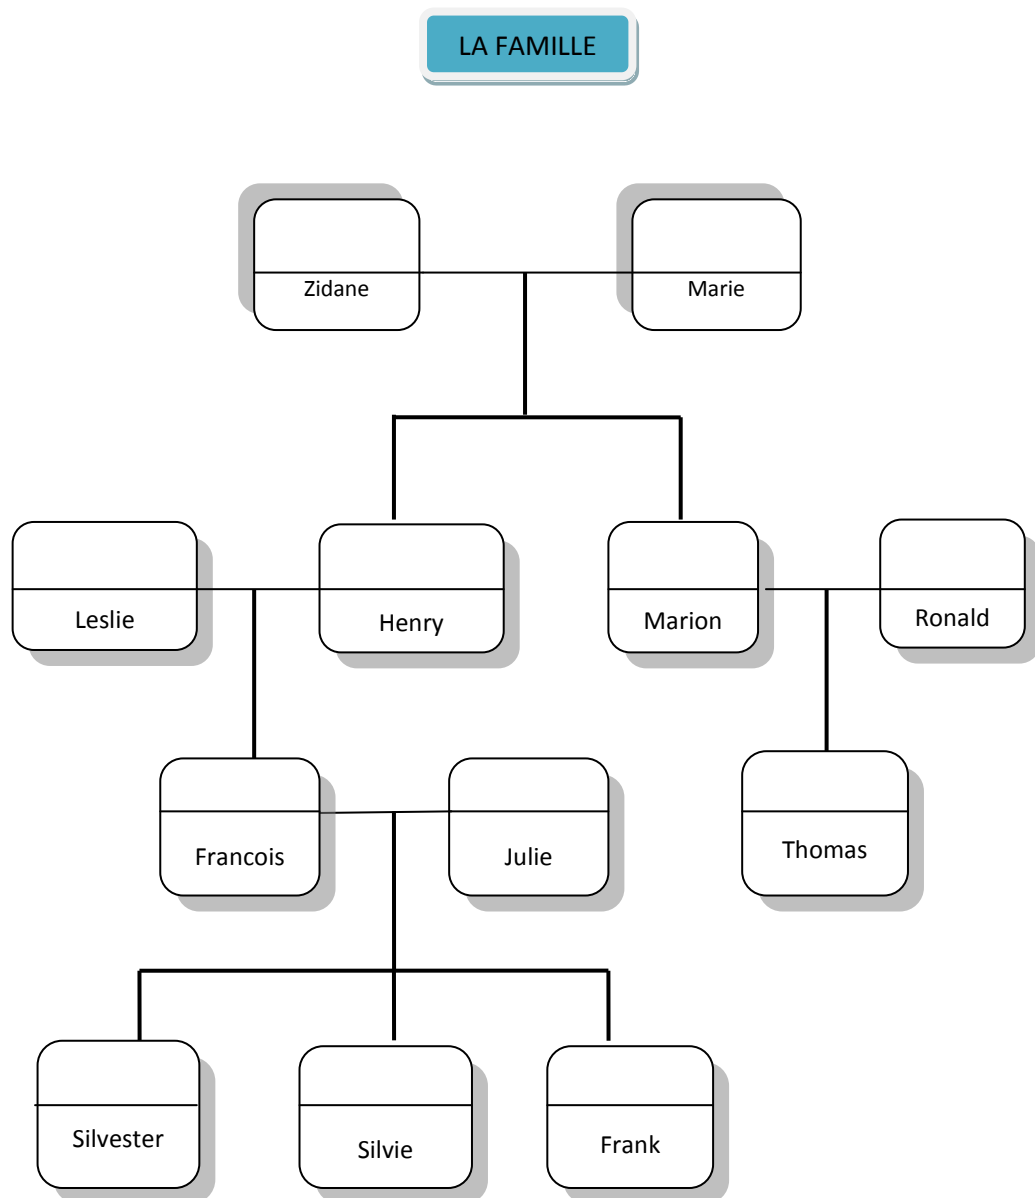 LA FAMILLE
Zidane
Marie
Leslie
Henry
Marion
Ronald
Francois
Julie
Thomas
Silvester
Silvie
Frank